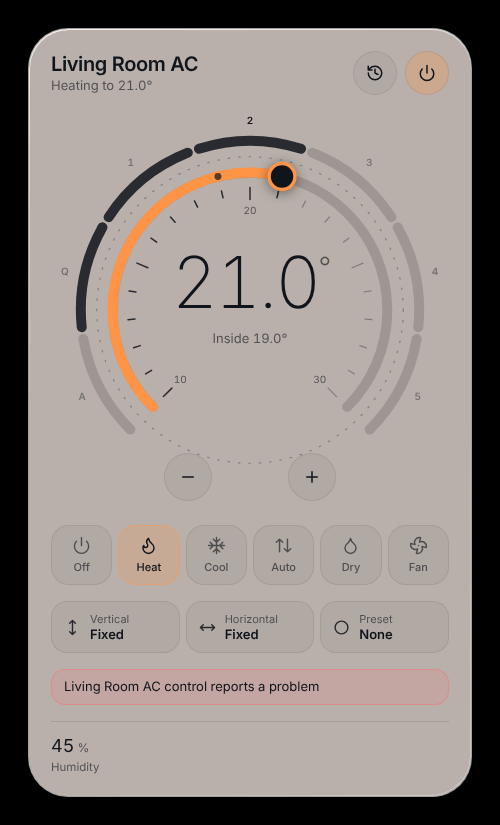 Living Room AC
Heating to 21.0°
2
1
3
20
Q
4
21.0°
Inside 19.0°
10
30
A
5
Off
Heat
Cool
Auto
Dry
Fan
Vertical
Fixed
Horizontal
Fixed
Preset
None
Living Room AC control reports a problem
45 %
Humidity